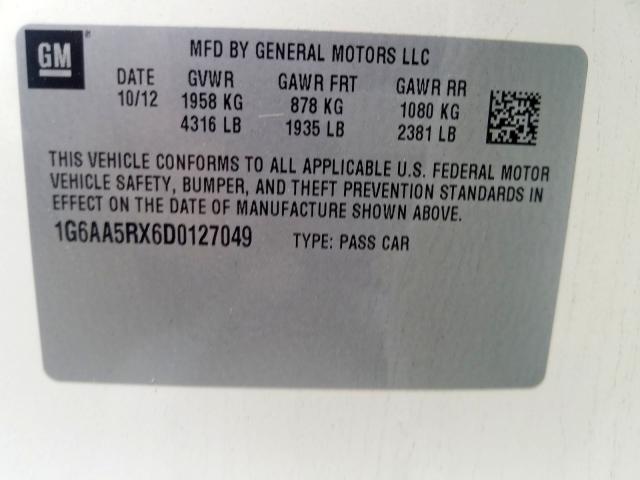 GM
MFD BY GENERAL MOTORS LLC
DATE GVWR GAWR FRT GAWR RR
10/12 1958 KG 878 KG 1080 KG
4316 LB 1935 LB 2381 LB
THIS VEHICLE CONFORMS TO ALL APPLICABLE U.S. FEDERAL MOTOR
VEHICLE SAFETY, BUMPER, AND THEFT PREVENTION STANDARDS IN
EFFECT ON THE DATE OF MANUFACTURE SHOWN ABOVE.
1G6AA5RX6D0127049 TYPE: PASS CAR